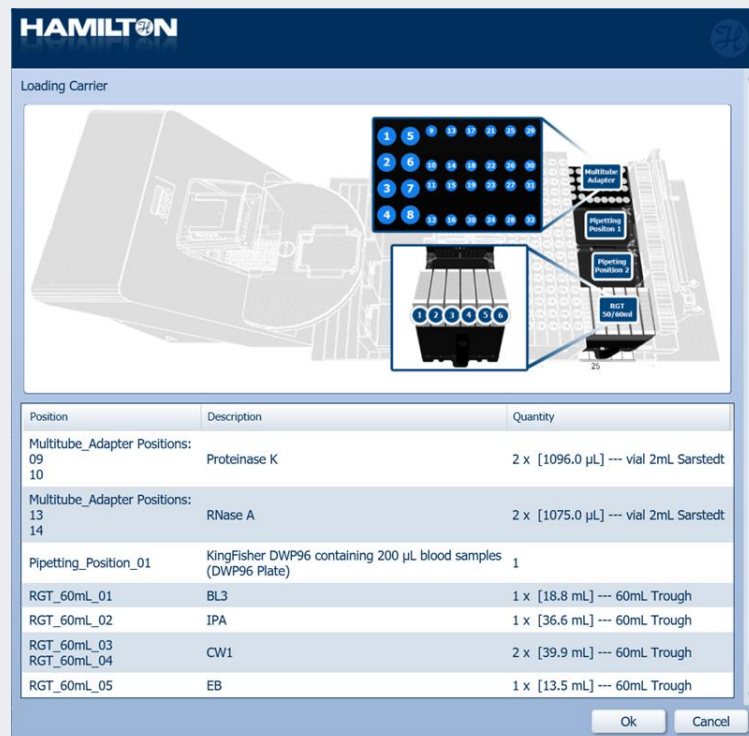 HAMILTON
Loading Carrier
1 5 9 13 17 21 25 29
2 6 10 14 18 22 26 30
3 7 11 15 19 23 27 31
4 8 12 16 20 24 28 32
Multitube
Adapter
Pipetting
Positon 1
Pipeting
Position 2
RGT
50/60ml
1 2 3 4 5 6
25
Position Description Quantity
Multitube_Adapter Positions:
09
10
Proteinase K
2 x [1096.0 µL] --- vial 2mL Sarstedt
Multitube_Adapter Positions:
13
14
RNase A
2 x [1075.0 µL] --- vial 2mL Sarstedt
Pipetting_Position_01
KingFisher DWP96 containing 200 µL blood samples
(DWP96 Plate)
1
RGT_60mL_01 BL3 1 x [18.8 mL] --- 60mL Trough
RGT_60mL_02 IPA 1 x [36.6 mL] --- 60mL Trough
RGT_60mL_03
RGT_60mL_04
CW1
2 x [39.9 mL] --- 60mL Trough
RGT_60mL_05 EB 1 x [13.5 mL] --- 60mL Trough
Ok Cancel